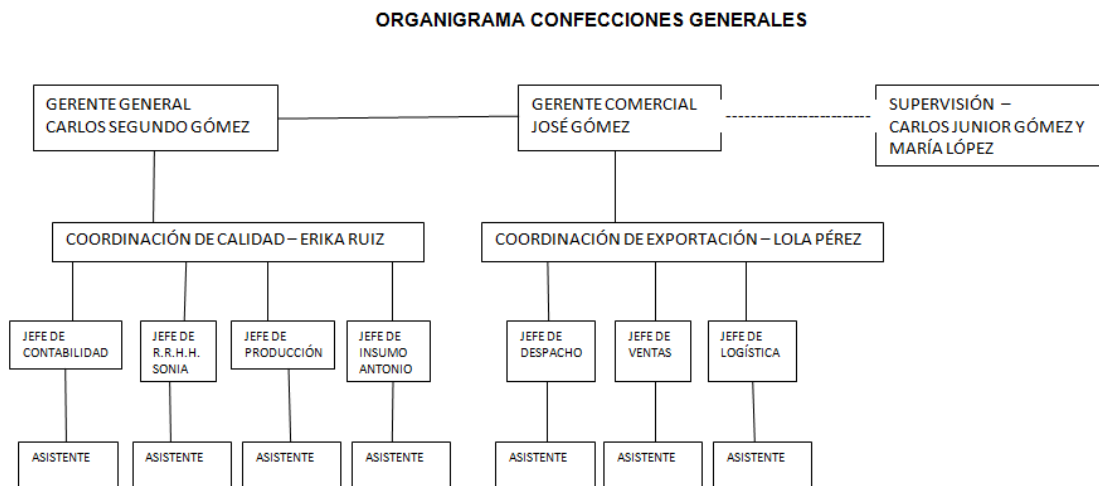 ORGANIGRAMA CONFECCIONES GENERALES
GERENTE GENERAL
CARLOS SEGUNDO GÓMEZ
GERENTE COMERCIAL
JOSÉ GÓMEZ
SUPERVISIÓN –
CARLOS JUNIOR GÓMEZ Y
MARÍA LÓPEZ
COORDINACIÓN DE CALIDAD – ERIKA RUIZ
COORDINACIÓN DE EXPORTACIÓN – LOLA PÉREZ
JEFE DE
CONTABILIDAD
JEFE DE
R.R.H.H.
SONIA
JEFE DE
PRODUCCIÓN
JEFE DE
INSUMO
ANTONIO
JEFE DE
DESPACHO
JEFE DE
VENTAS
JEFE DE
LOGÍSTICA
ASISTENTE
ASISTENTE
ASISTENTE
ASISTENTE
ASISTENTE
ASISTENTE
ASISTENTE